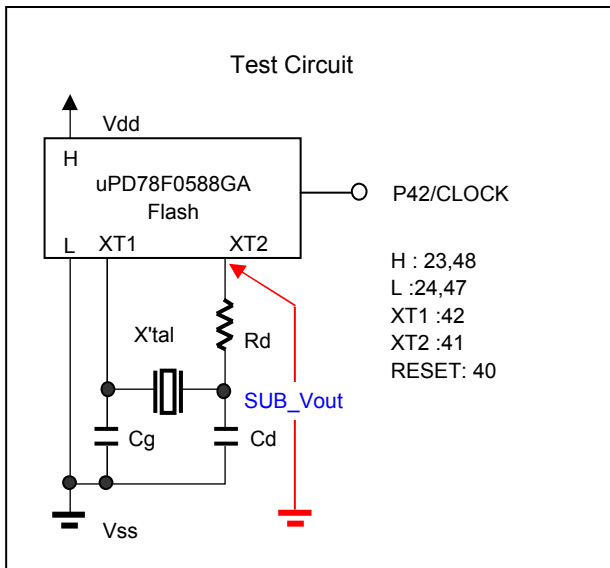 Test Circuit
Vdd
H
uPD78F0588GA
Flash
P42/CLOCK
L XT1 XT2
H : 23,48
L :24,47
XT1 :42
XT2 :41
RESET: 40
X'tal
Rd
SUB_Vout
Cg
Cd
Vss